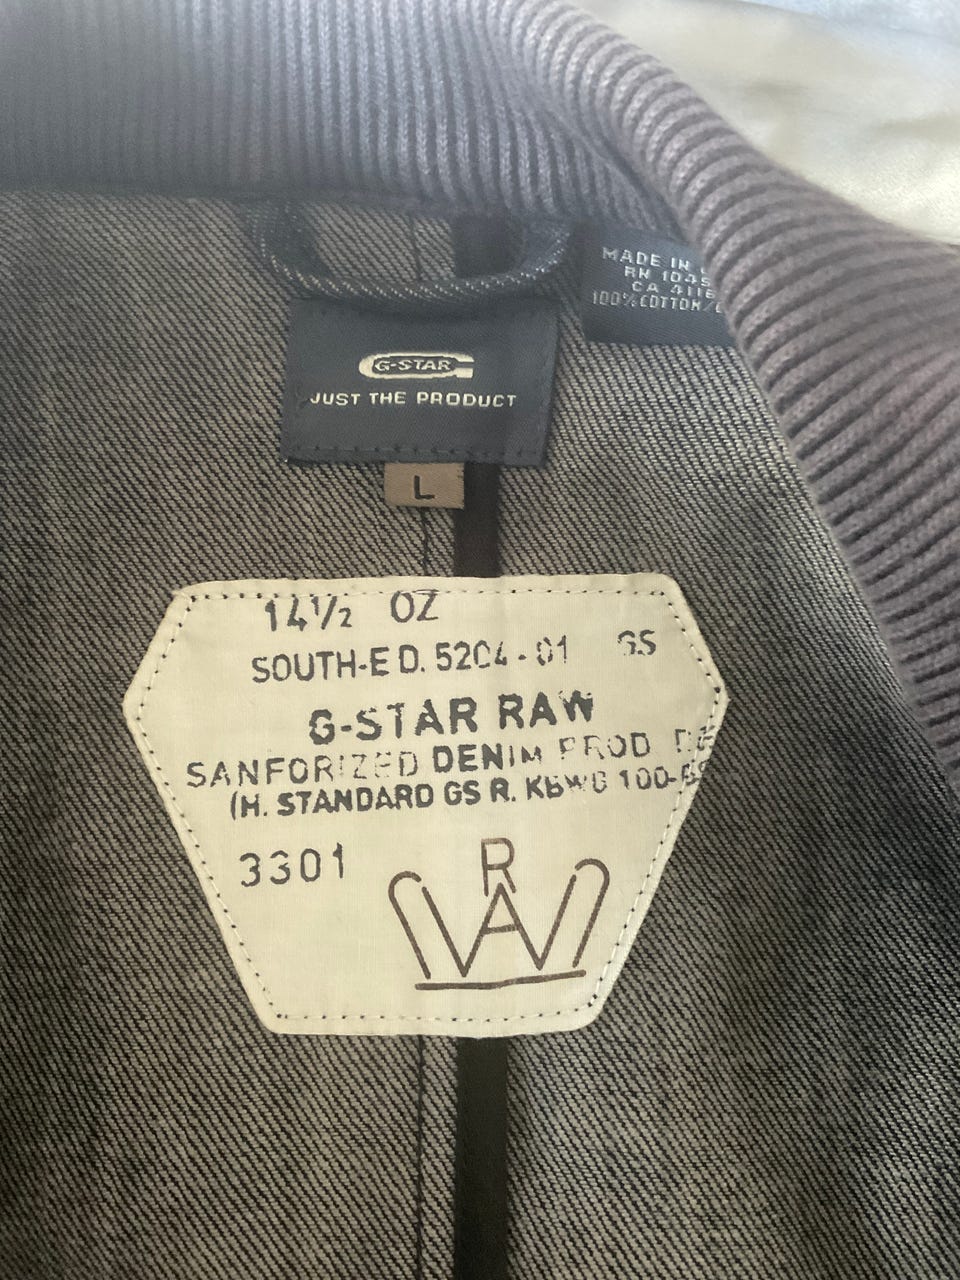 MADE IN
RN 1045
CA 4116
100% COTTON/
G-STAR
JUST THE PRODUCT
L
14½ OZ
SOUTH-E D. 5204-01 GS
G-STAR RAW
SANFORIZED DENIM PROD
(H. STANDARD GS R. KBWG 100-
3301
RAW